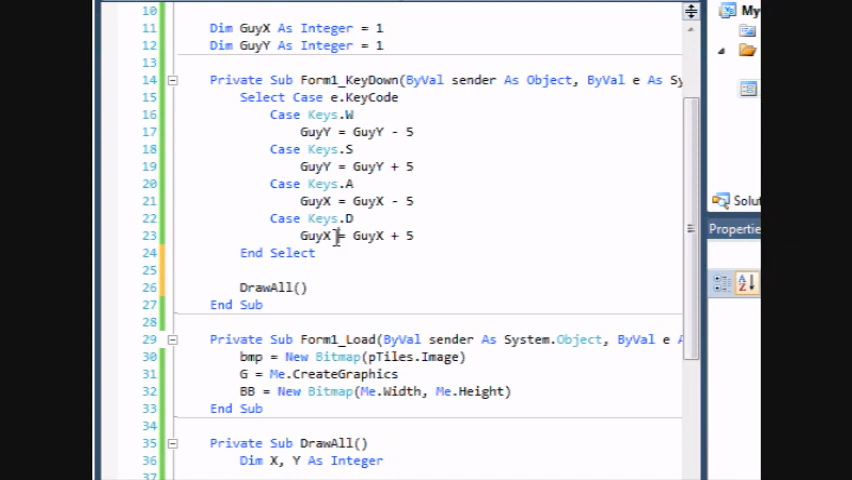 10
11 Dim GuyX As Integer = 1
12 Dim GuyY As Integer = 1
13
14 Private Sub Form1_KeyDown(ByVal sender As Object, ByVal e As Sy
15 Select Case e.KeyCode
16 Case Keys.W
17 GuyY = GuyY - 5
18 Case Keys.S
19 GuyY = GuyY + 5
20 Case Keys.A
21 GuyX = GuyX - 5
22 Case Keys.D
23 GuyX = GuyX + 5
24 End Select
25
26 DrawAll()
27 End Sub
28
29 Private Sub Form1_Load(ByVal sender As System.Object, ByVal e A
30 bmp = New Bitmap(pTiles.Image)
31 G = Me.CreateGraphics
32 BB = New Bitmap(Me.Width, Me.Height)
33 End Sub
34
35 Private Sub DrawAll()
36 Dim X, Y As Integer
37
My
Solut